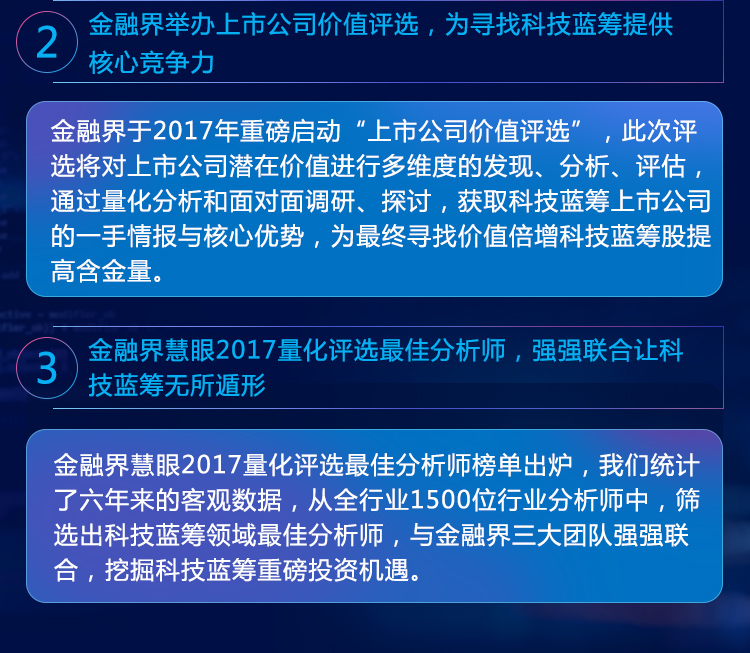 2
金融界举办上市公司价值评选，为寻找科技蓝筹提供
核心竞争力
金融界于2017年重磅启动“上市公司价值评选”，此次评
选将对上市公司潜在价值进行多维度的发现、分析、评估，
通过量化分析和面对面调研、探讨，获取科技蓝筹上市公司
的一手情报与核心优势，为最终寻找价值倍增科技蓝筹股提
高含金量。
3
金融界慧眼2017量化评选最佳分析师，强强联合让科
技蓝筹无所遁形
金融界慧眼2017量化评选最佳分析师榜单出炉，我们统计
了六年来的客观数据，从全行业1500位行业分析师中，筛
选出科技蓝筹领域最佳分析师，与金融界三大团队强强联
合，挖掘科技蓝筹重磅投资机遇。